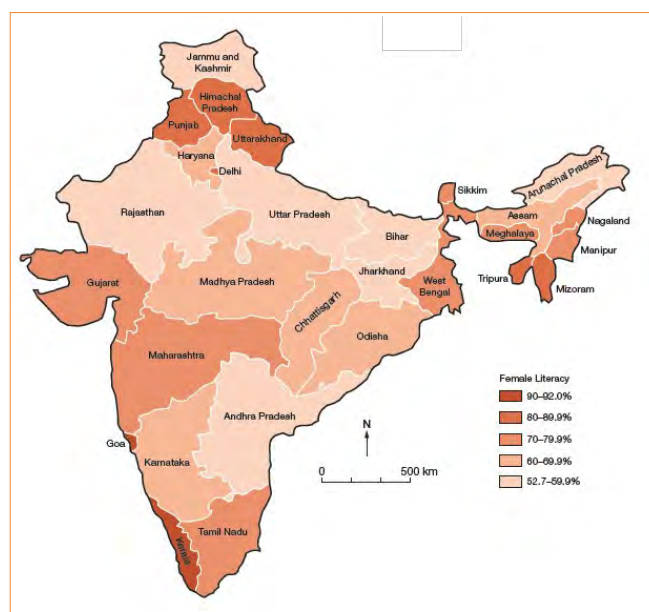 Jammu and
Kashmir
Himachal
Pradesh
Punjab
Uttarakhand
Haryana
Delhi
Rajasthan
Uttar Pradesh
Bihar
Sikkim
Arunachal Pradesh
Assam
Nagaland
Meghalaya
Manipur
Tripura
Mizoram
Gujarat
Madhya Pradesh
Jharkhand
West
Bengal
Chhattisgarh
Odisha
Maharashtra
Andhra Pradesh
Goa
Karnataka
Kerala
Tamil Nadu
N
0 500 km
Female Literacy
90–92.0%
80–89.9%
70–79.9%
60–69.9%
52.7–59.9%